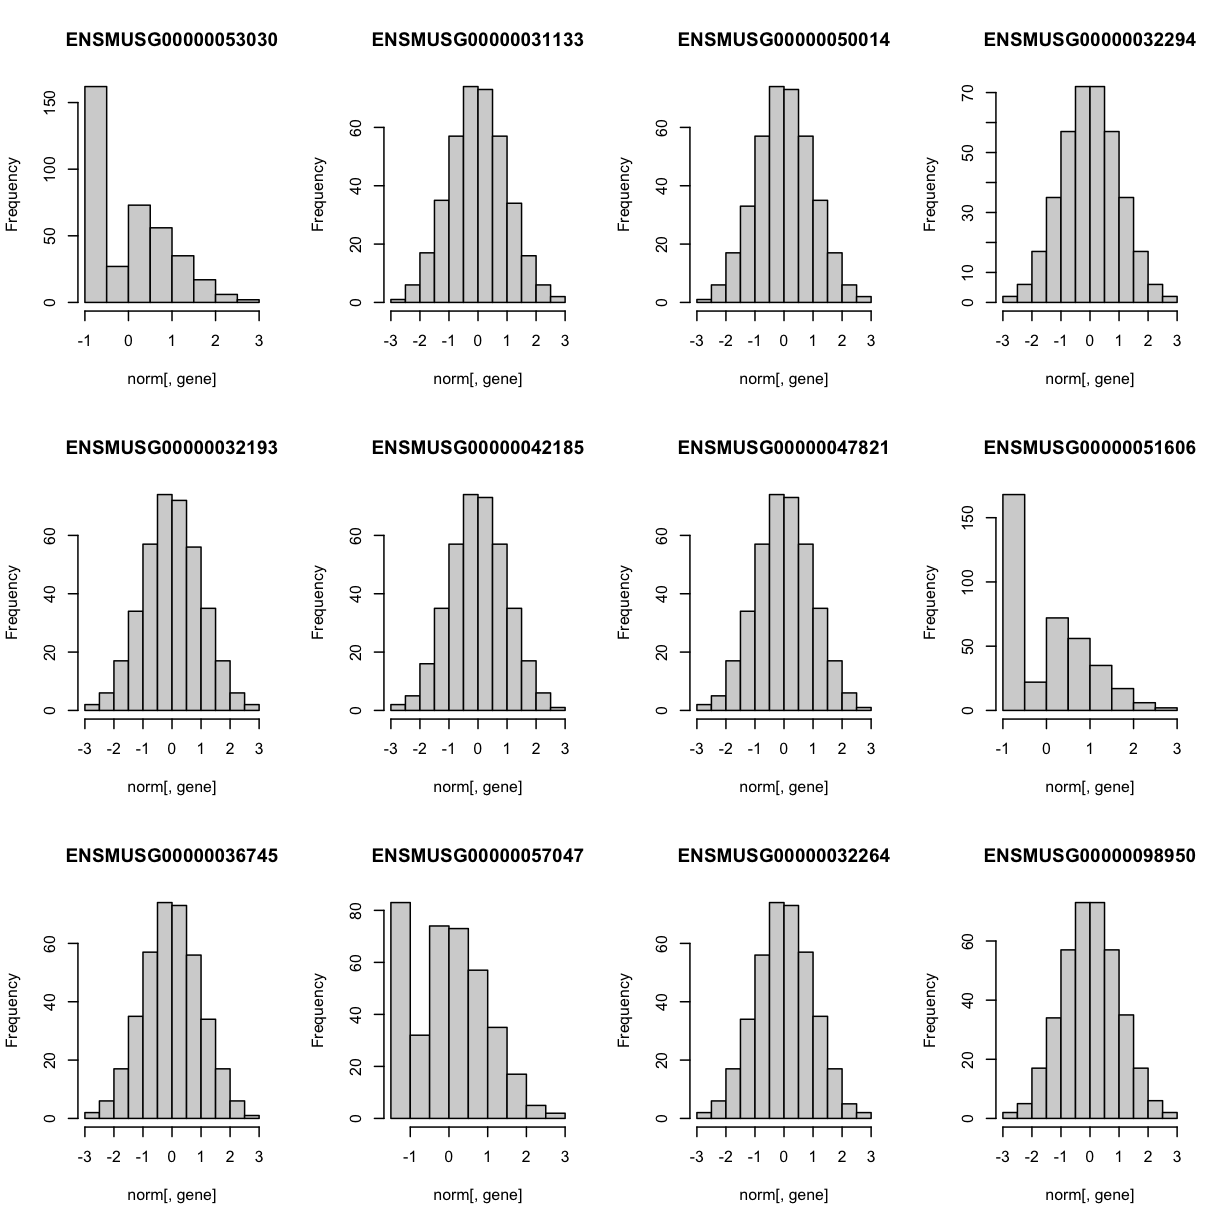 ENSMUSG00000053030
Frequency
0 50 100 150
-1 0 1 2 3
norm[, gene]
ENSMUSG00000031133
Frequency
0 20 40 60
-3 -2 -1 0 1 2 3
norm[, gene]
ENSMUSG00000050014
Frequency
0 20 40 60
-3 -2 -1 0 1 2 3
norm[, gene]
ENSMUSG00000032294
Frequency
0 10 30 50 70
-3 -2 -1 0 1 2 3
norm[, gene]
ENSMUSG00000032193
Frequency
0 20 40 60
-3 -2 -1 0 1 2 3
norm[, gene]
ENSMUSG00000042185
Frequency
0 20 40 60
-3 -2 -1 0 1 2 3
norm[, gene]
ENSMUSG00000047821
Frequency
0 20 40 60
-3 -2 -1 0 1 2 3
norm[, gene]
ENSMUSG00000051606
Frequency
0 50 100 150
-1 0 1 2 3
norm[, gene]
ENSMUSG00000036745
Frequency
0 20 40 60
-3 -2 -1 0 1 2 3
norm[, gene]
ENSMUSG00000057047
Frequency
0 20 40 60 80
-1 0 1 2 3
norm[, gene]
ENSMUSG00000032264
Frequency
0 20 40 60
-3 -2 -1 0 1 2 3
norm[, gene]
ENSMUSG00000098950
Frequency
0 20 40 60
-3 -2 -1 0 1 2 3
norm[, gene]